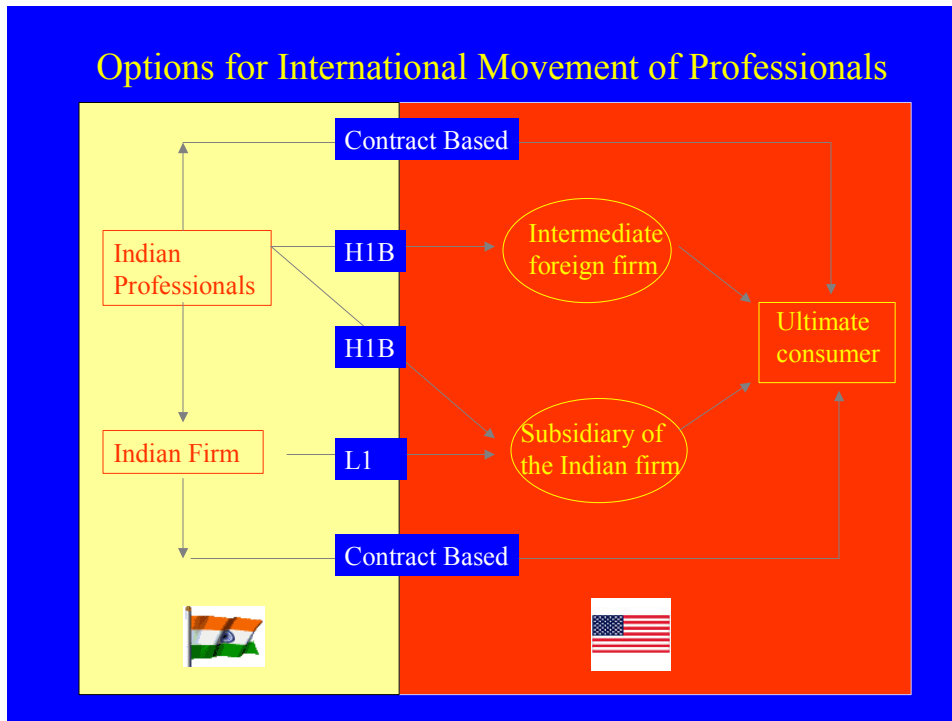 Options for International Movement of Professionals
Contract Based
Indian
Professionals
H1B
Intermediate
foreign firm
H1B
Ultimate
consumer
Indian Firm
L1
Subsidiary of
the Indian firm
Contract Based